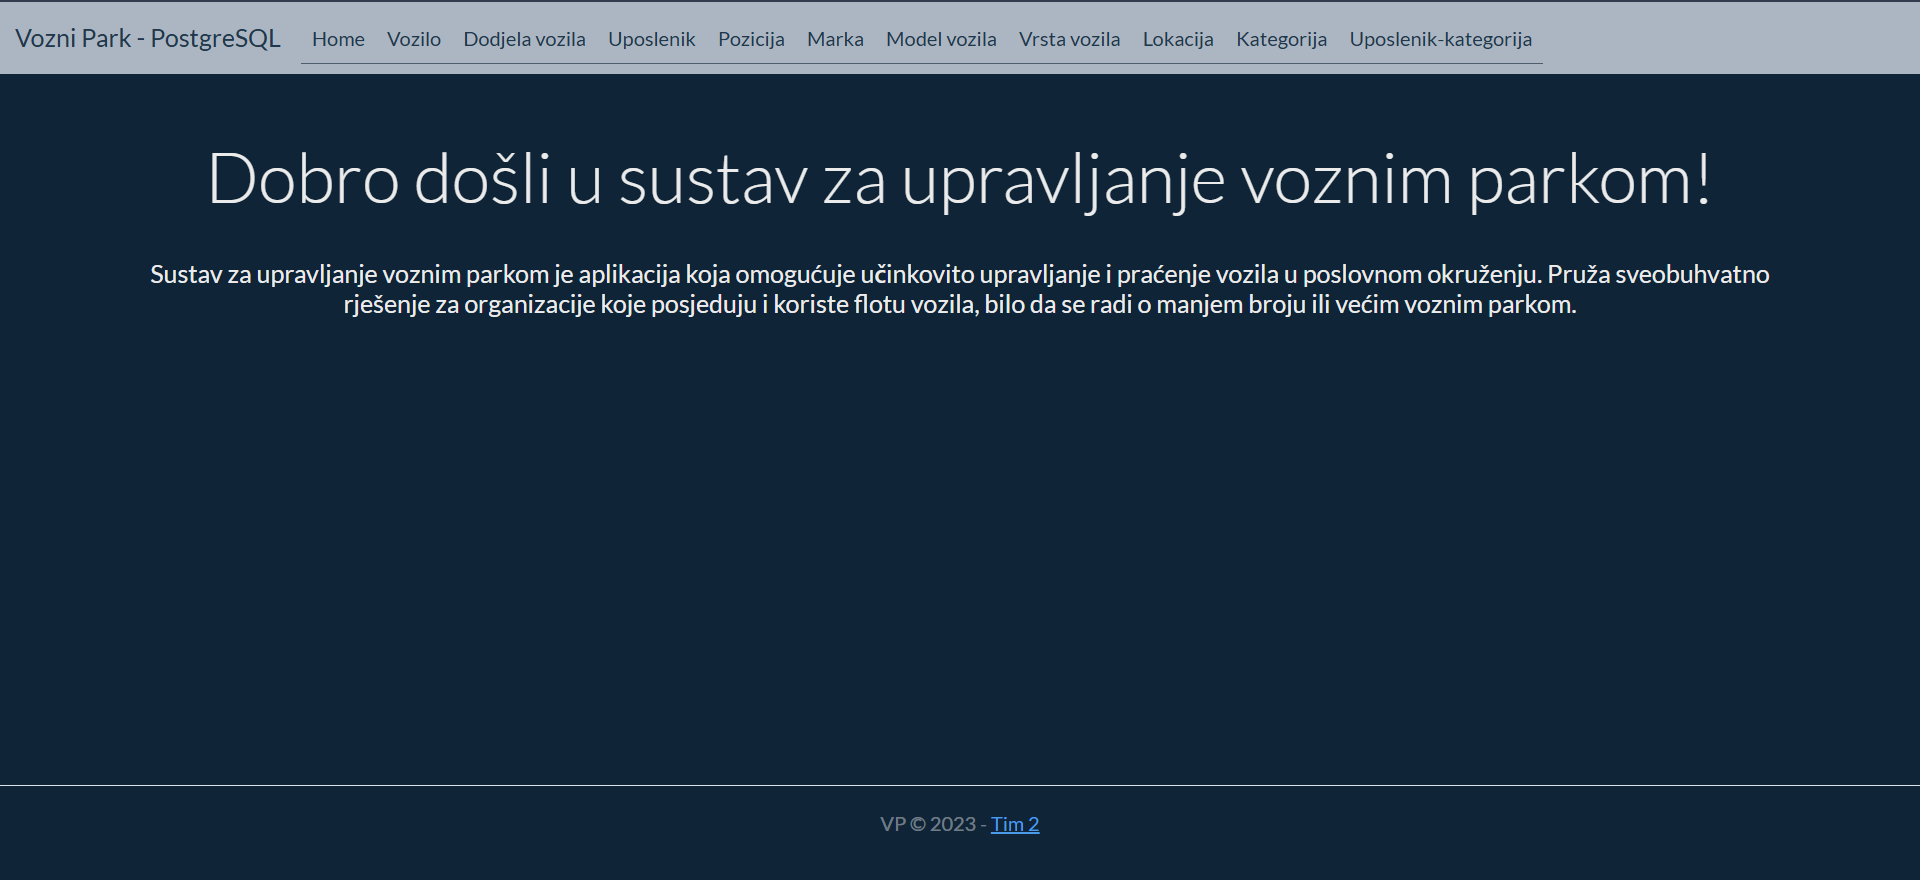 Vozni Park - PostgreSQL Home Vozilo Dodjela vozila Uposlenik Pozicija Marka Model vozila Vrsta vozila Lokacija Kategorija Uposlenik-kategorija
Dobro došli u sustav za upravljanje voznim parkom!
Sustav za upravljanje voznim parkom je aplikacija koja omogućuje učinkovito upravljanje i praćenje vozila u poslovnom okruženju. Pruža sveobuhvatno
rješenje za organizacije koje posjeduju i koriste flotu vozila, bilo da se radi o manjem broju ili većim voznim parkom.
VP © 2023 - Tim 2